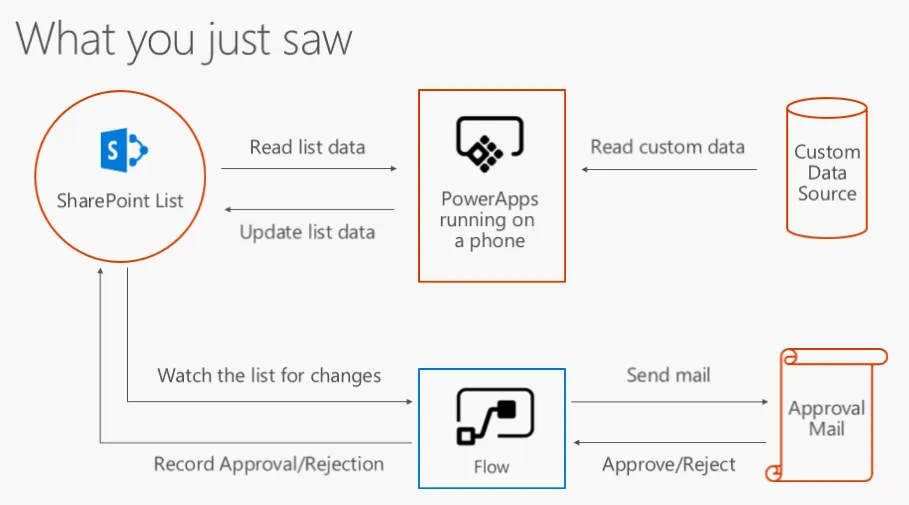 What you just saw
S
SharePoint List
Read list data
Update list data
PowerApps
running on
a phone
Read custom data
Custom
Data
Source
Watch the list for changes
Record Approval/Rejection
Flow
Send mail
Approve/Reject
Approval
Mail